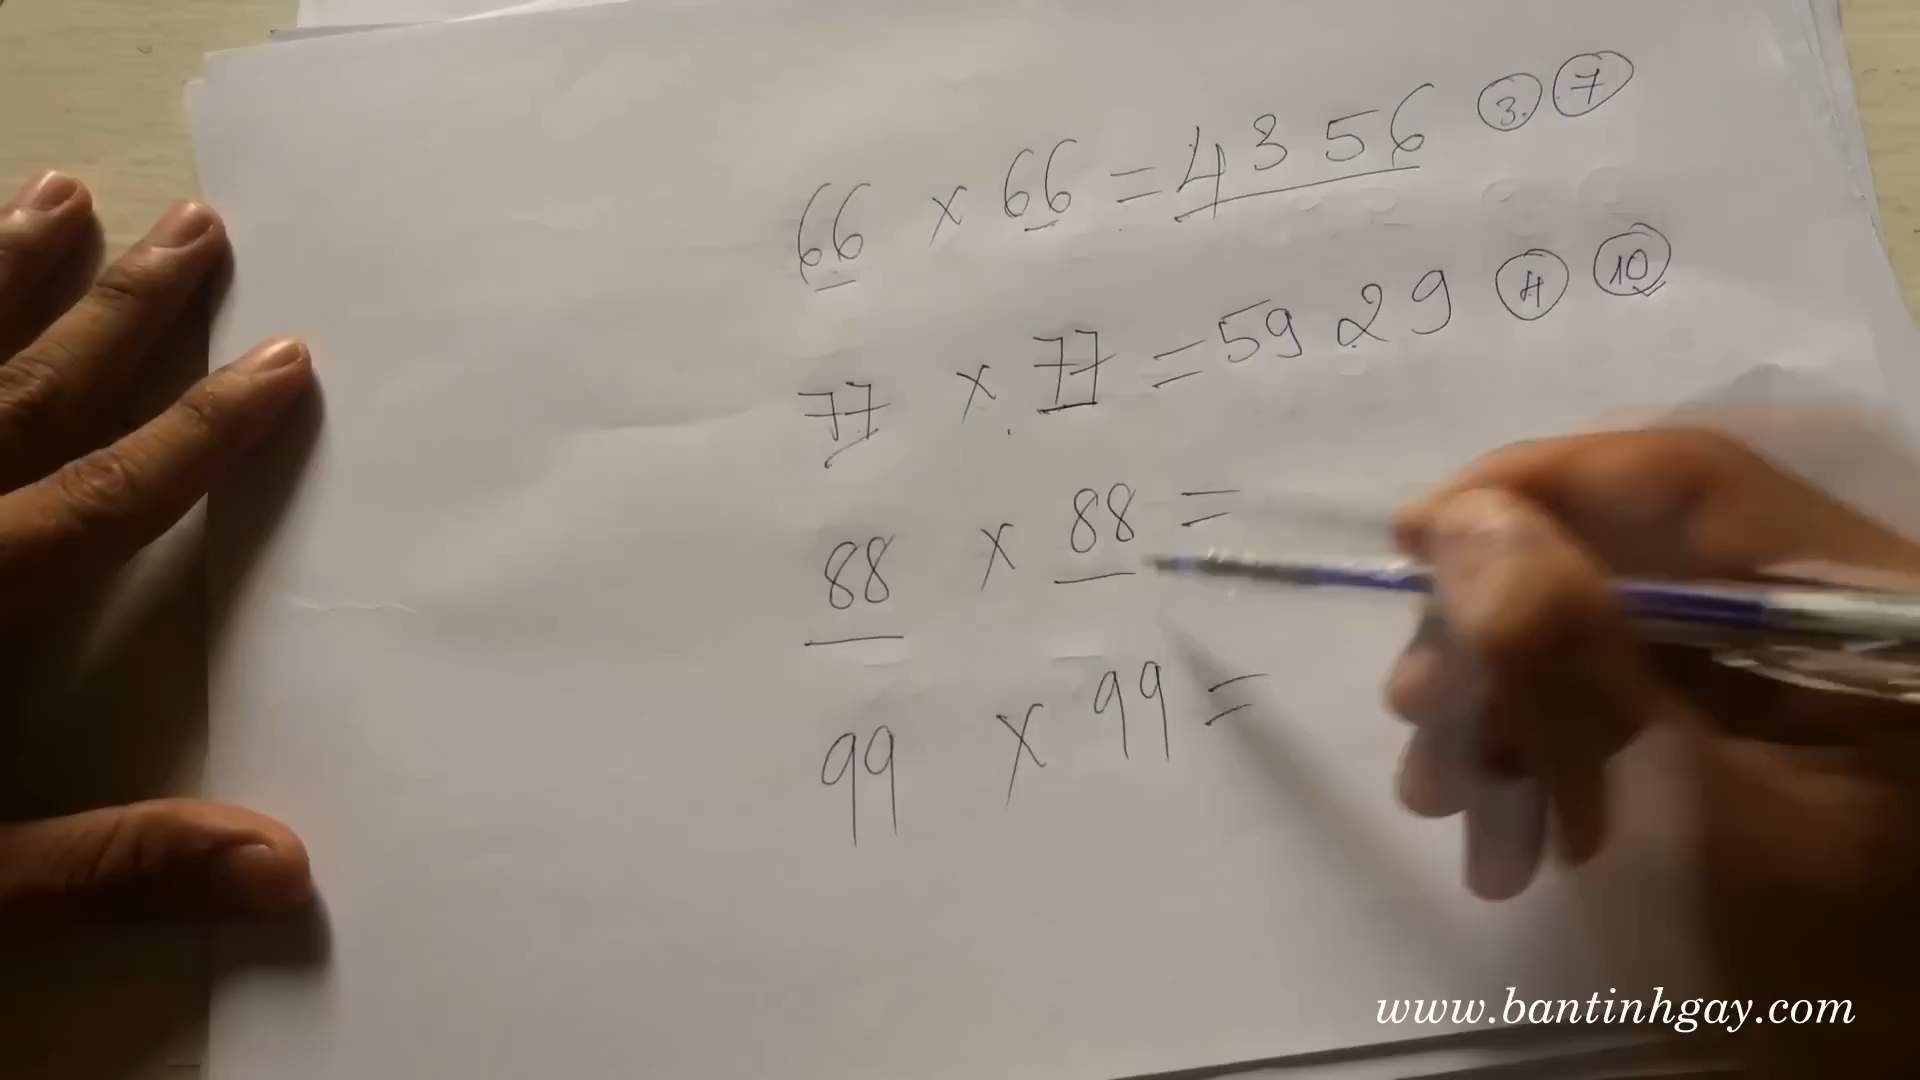 66 × 66 = 4356 3 7
77 × 77 = 5929 4 10
88 × 88 =
99 × 99 =
www.bantinhgay.com